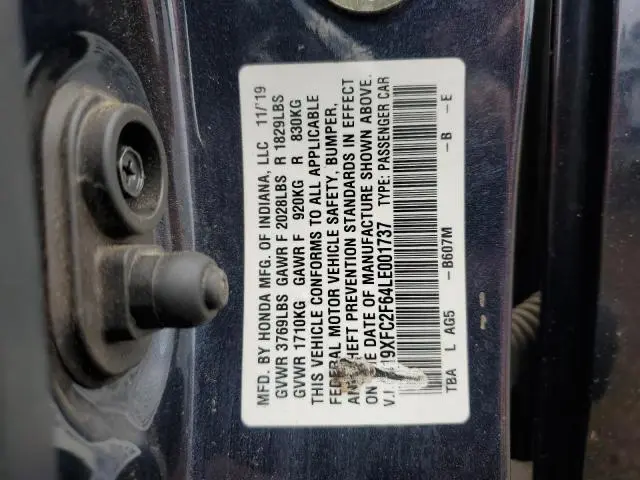 MFD. BY HONDA MFG. OF INDIANA, LLC 11/'19
GVWR 3769LBS GAWR F 2028LBS R 1829LBS
GVWR 1710KG GAWR F 920KG R 830KG
THIS VEHICLE CONFORMS TO ALL APPLICABLE
FEDERAL MOTOR VEHICLE SAFETY, BUMPER,
AND THEFT PREVENTION STANDARDS IN EFFECT
ON DATE OF MANUFACTURE SHOWN ABOVE.
V.I. 19XFC2F64LE001737 TYPE: PASSENGER CAR
TBA L AG5 -B607M -B -E